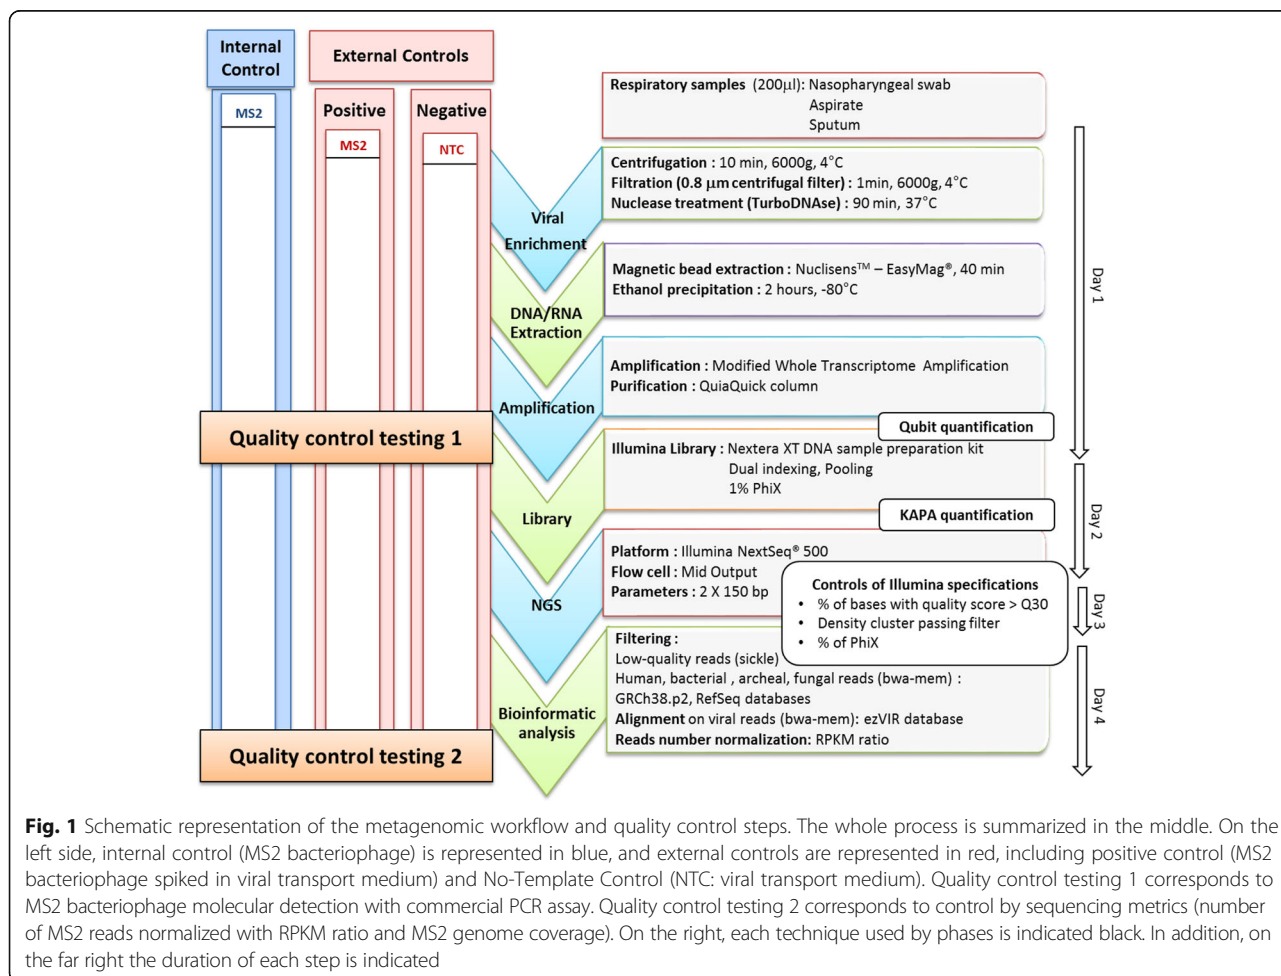 Internal
Control
External Controls
MS2
Positive
Negative
MS2
NTC
Respiratory samples (200µl): Nasopharyngeal swab
Aspirate
Sputum
Centrifugation : 10 min, 6000g, 4°C
Filtration (0.8 µm centrifugal filter) : 1min, 6000g, 4°C
Nuclease treatment (TurboDNAse) : 90 min, 37°C
Viral
Enrichment
Magnetic bead extraction : Nuclisens™ – EasyMag®, 40 min
Ethanol precipitation : 2 hours, -80°C
DNA/RNA
Extraction
Day 1
Amplification : Modified Whole Transcriptome Amplification
Purification : QuiaQuick column
Amplification
Qubit quantification
Quality control testing 1
Illumina Library : Nextera XT DNA sample preparation kit
Dual indexing, Pooling
1% PhiX
Library
KAPA quantification
Day 2
Platform : Illumina NextSeq® 500
Flow cell : Mid Output
Parameters : 2 X 150 bp
NGS
Controls of Illumina specifications
• % of bases with quality score > Q30
• Density cluster passing filter
• % of PhiX
Day 3
Filtering :
Low-quality reads (sickle)
Human, bacterial , archeal, fungal reads (bwa-mem) :
GRCh38.p2, RefSeq databases
Alignment on viral reads (bwa-mem): ezVIR database
Reads number normalization: RPKM ratio
Bioinformatic
analysis
Day 4
Quality control testing 2
Fig. 1 Schematic representation of the metagenomic workflow and quality control steps. The whole process is summarized in the middle. On the
left side, internal control (MS2 bacteriophage) is represented in blue, and external controls are represented in red, including positive control (MS2
bacteriophage spiked in viral transport medium) and No-Template Control (NTC: viral transport medium). Quality control testing 1 corresponds to
MS2 bacteriophage molecular detection with commercial PCR assay. Quality control testing 2 corresponds to control by sequencing metrics (number
of MS2 reads normalized with RPKM ratio and MS2 genome coverage). On the right, each technique used by phases is indicated black. In addition, on
the far right the duration of each step is indicated